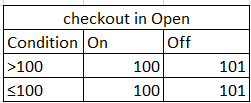 checkout in Open
Condition On Off
>100 100 101
≤100 100 101